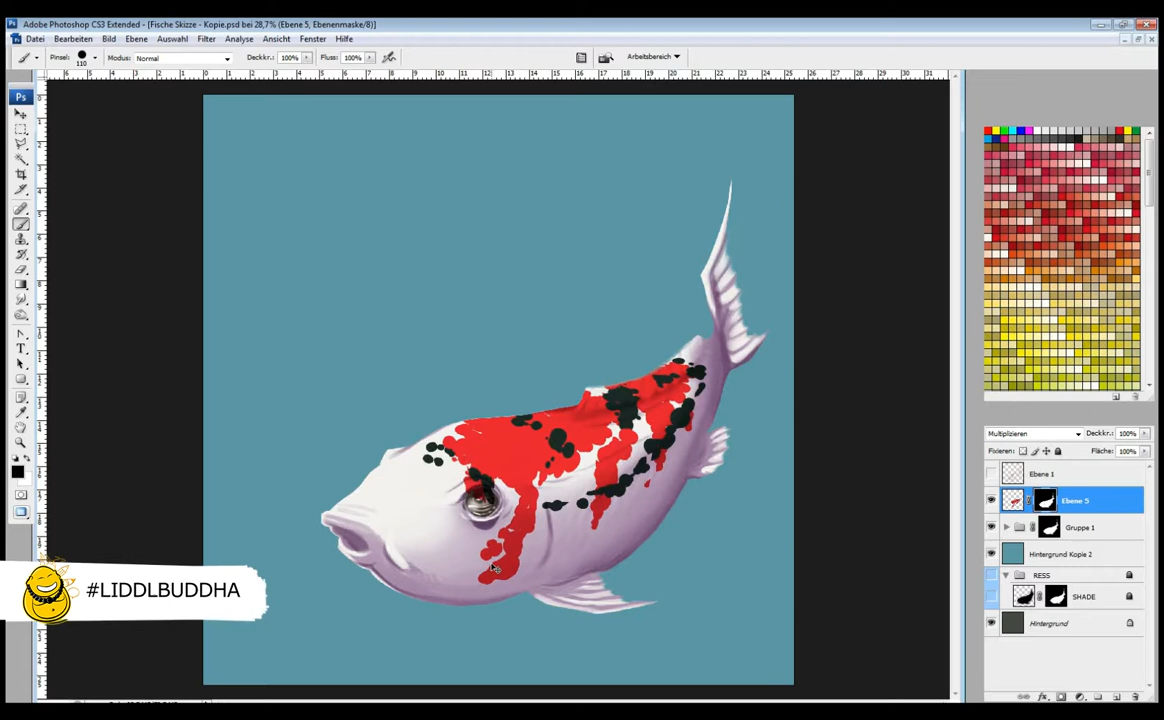 Adobe Photoshop CS3 Extended - [Fische Skizze - Kopie.psd bei 28,7% (Ebene 5, Ebenenmaske/8)]
Datei Bearbeiten Bild Ebene Auswahl Filter Analyse Ansicht Fenster Hilfe
Pinsel: 110 Modus: Normal Deckkr.: 100% Fluss: 100% Arbeitsbereich
Ps
T
Multiplizieren Deckkr.: 100%
Fixieren: Fläche: 100%
Ebene 1
Ebene 5
Gruppe 1
Hintergrund Kopie 2
RESS
SHADE
Hintergrund
#LIDDLBUDDHA